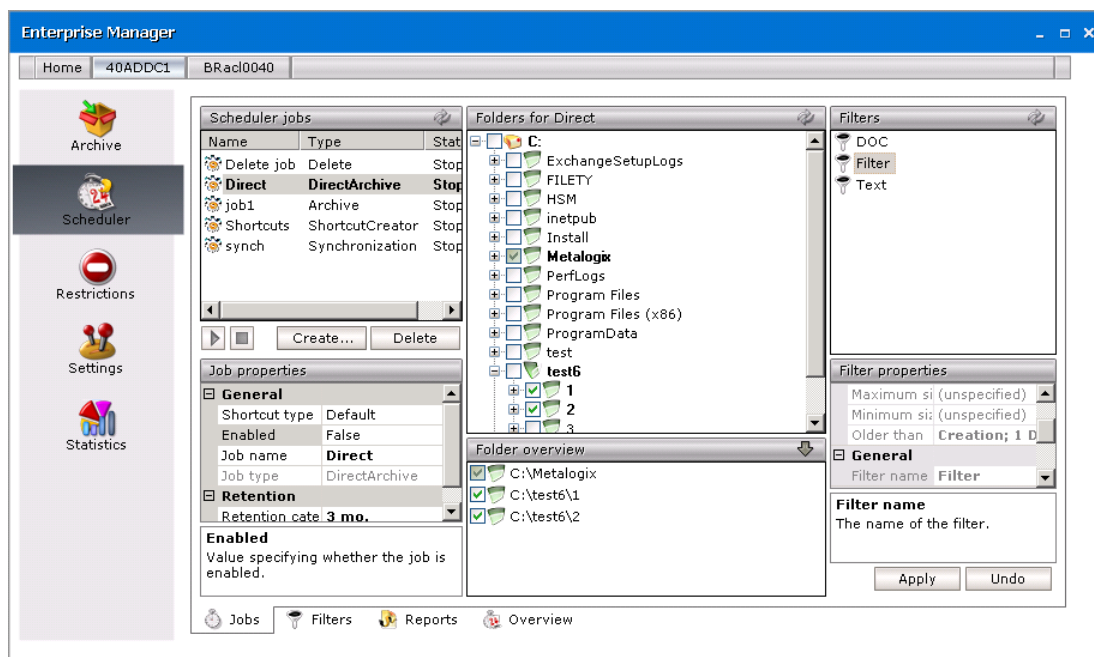 Enterprise Manager
Home 40ADDC1 BRacl0040
Archive
Scheduler
Restrictions
Settings
Statistics
Scheduler jobs
Name Type Stat
Delete job Delete Stop
Direct DirectArchive Stop
job1 Archive Stop
Shortcuts ShortcutCreator Stop
synch Synchronization Stop
Create... Delete
Job properties
General
Shortcut type Default
Enabled False
Job name Direct
Job type DirectArchive
Retention
Retention cate 3 mo.
Enabled
Value specifying whether the job is
enabled.
Folders for Direct
C:
ExchangeSetupLogs
FILETY
HSM
inetpub
Install
Metalogix
PerfLogs
Program Files
Program Files (x86)
ProgramData
test
test6
1
2
3
Folder overview
C:\Metalogix
C:\test6\1
C:\test6\2
Filters
DOC
Filter
Text
Filter properties
Maximum si (unspecified)
Minimum siz (unspecified)
Older than Creation; 1 D
General
Filter name Filter
Filter name
The name of the filter.
Apply Undo
Jobs Filters Reports Overview